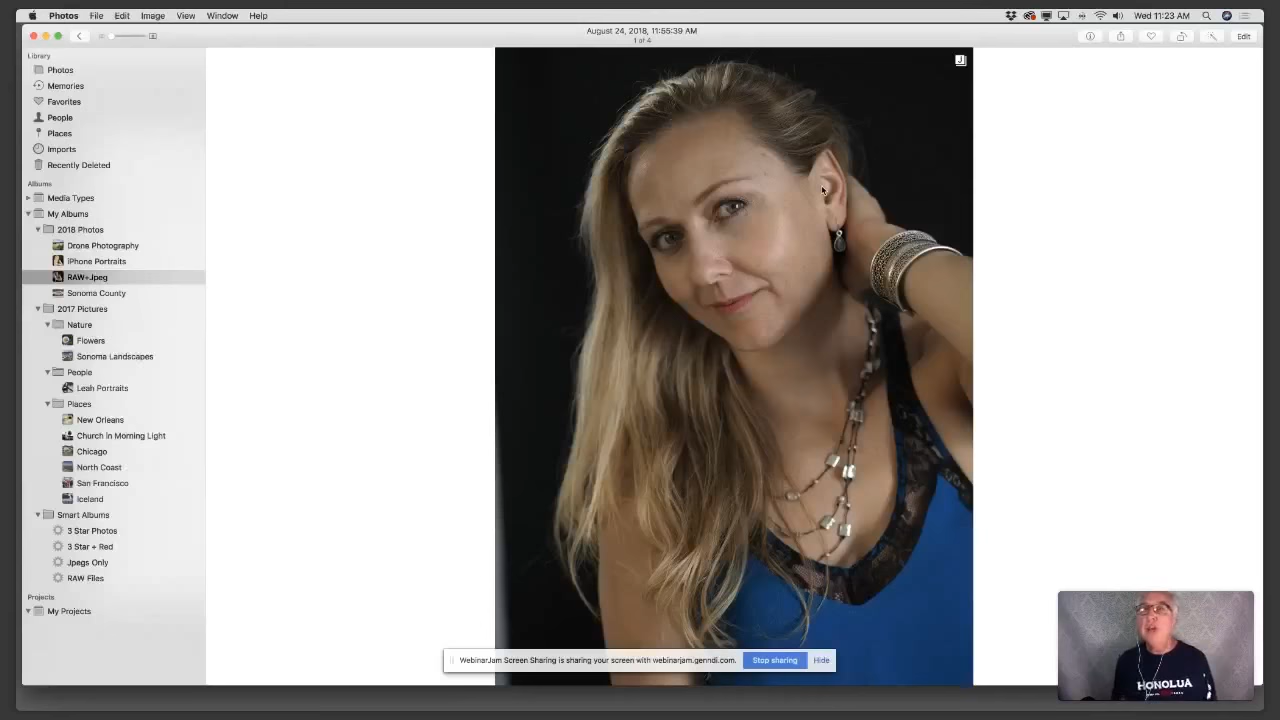 Photos File Edit Image View Window Help
Wed 11:23 AM
August 24, 2018, 11:55:39 AM
1 of 4
Edit
Library
Photos
Memories
Favorites
People
Places
Imports
Recently Deleted
Albums
Media Types
My Albums
2018 Photos
Drone Photography
iPhone Portraits
RAW+Jpeg
Sonoma County
2017 Pictures
Nature
Flowers
Sonoma Landscapes
People
Leah Portraits
Places
New Orleans
Church in Morning Light
Chicago
North Coast
San Francisco
Iceland
Smart Albums
3 Star Photos
3 Star + Red
Jpegs Only
RAW Files
Projects
My Projects
J
WebinarJam Screen Sharing is sharing your screen with webinarjam.genndi.com. Stop sharing Hide
HONOLUA